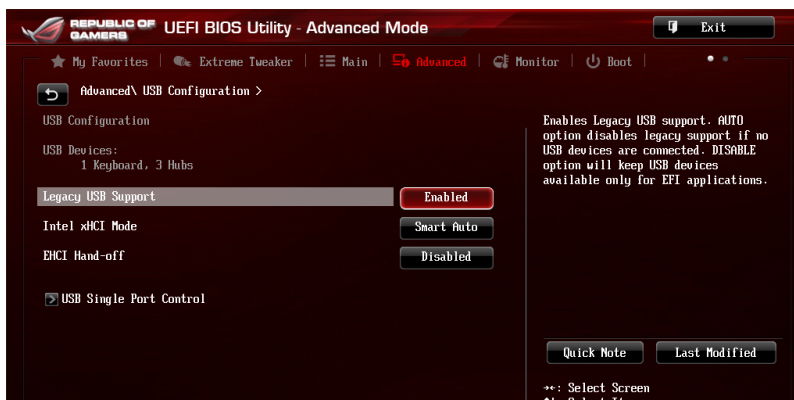 REPUBLIC OF GAMERS
UEFI BIOS Utility - Advanced Mode
Exit
My Favorites
Extreme Tweaker
Main
Advanced
Monitor
Boot
Advanced\ USB Configuration >
USB Configuration
USB Devices:
1 Keyboard, 3 Hubs
Legacy USB Support
Enabled
Intel xHCI Mode
Smart Auto
EHCI Hand-off
Disabled
USB Single Port Control
Enables Legacy USB support. AUTO
option disables legacy support if no
USB devices are connected. DISABLE
option will keep USB devices
available only for EFI applications.
Quick Note
Last Modified
→←: Select Screen